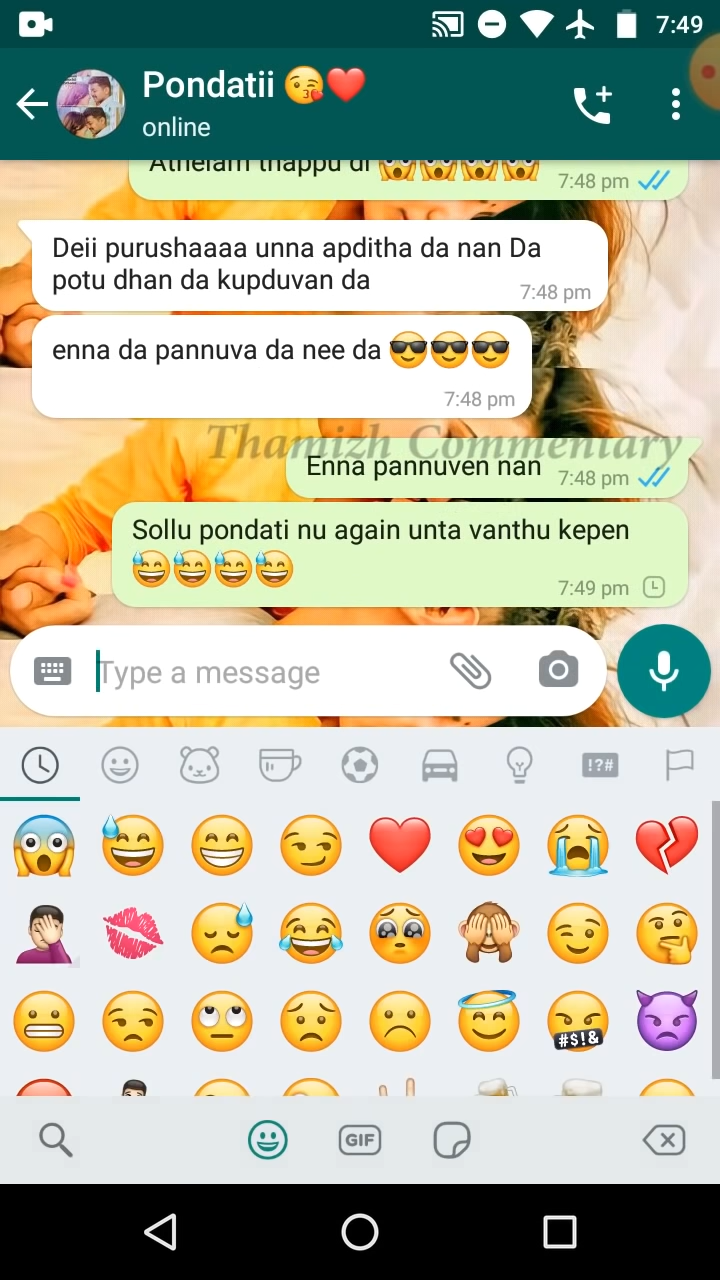 7:49
Pondatii 😘❤️
online
Athelam thappu di 😱😱😱😱
7:48 pm
Deii purushaaaa unna apditha da nan Da
potu dhan da kupduvan da
7:48 pm
enna da pannuva da nee da 😎😎😎
7:48 pm
Thamizh Commentary
Enna pannuven nan
7:48 pm
Sollu pondati nu again unta vanthu kepen
😅😅😅😅
7:49 pm
Type a message
!?#
#$!&
GIF